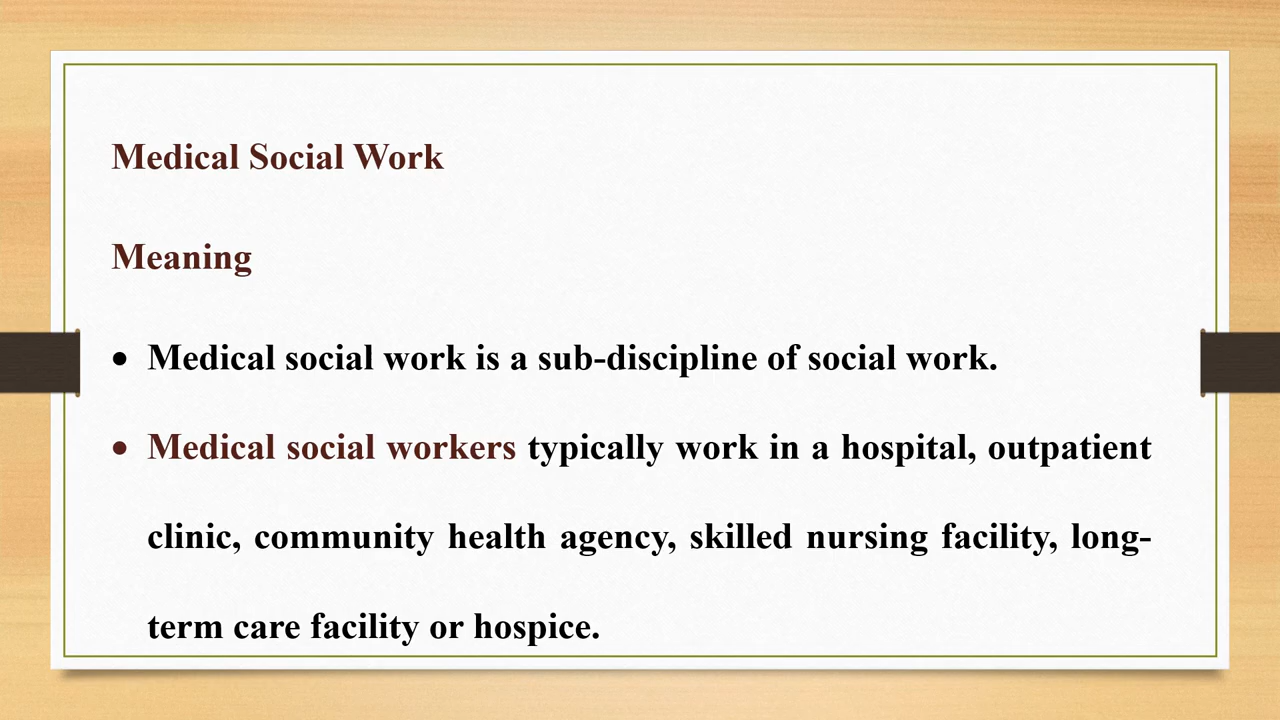 Medical Social Work
Meaning
• Medical social work is a sub-discipline of social work.
• Medical social workers typically work in a hospital, outpatient
clinic, community health agency, skilled nursing facility, long-
term care facility or hospice.